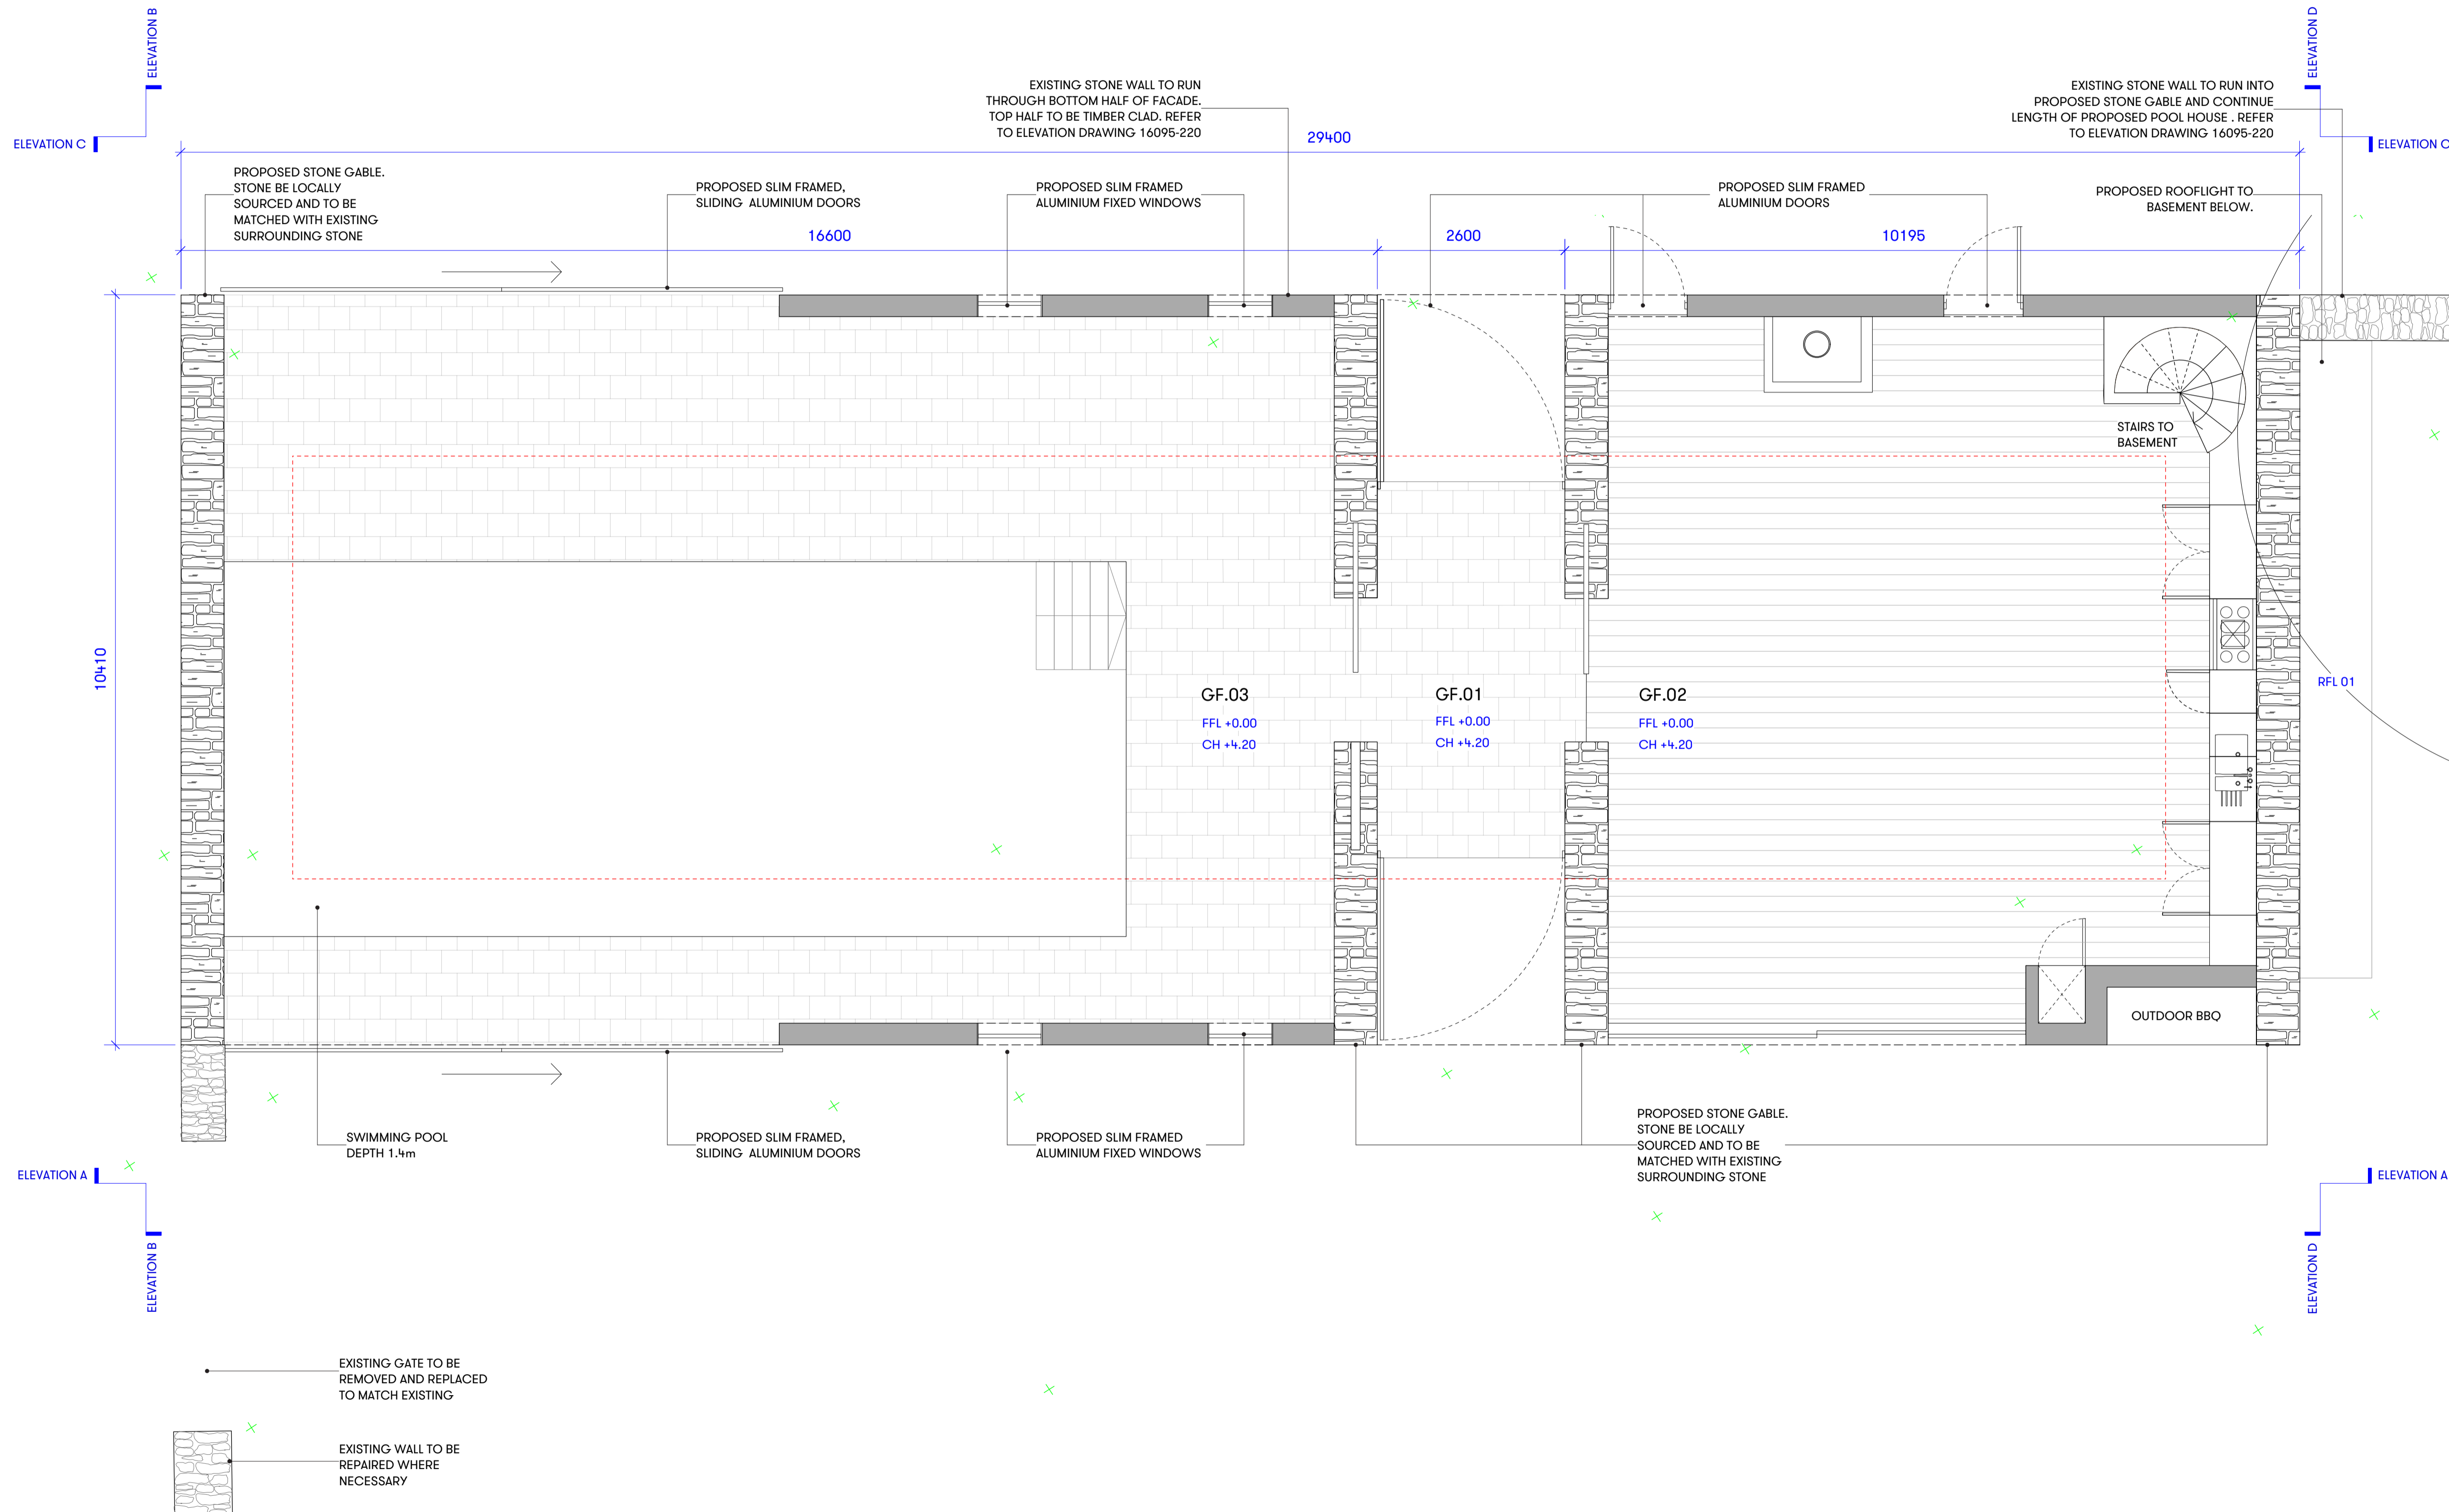 ELEVATION B
ELEVATION D
EXISTING STONE WALL TO RUN
THROUGH BOTTOM HALF OF FACADE.
TOP HALF TO BE TIMBER CLAD. REFER
TO ELEVATION DRAWING 16095-220
EXISTING STONE WALL TO RUN INTO
PROPOSED STONE GABLE AND CONTINUE
LENGTH OF PROPOSED POOL HOUSE . REFER
TO ELEVATION DRAWING 16095-220
ELEVATION C
29400
ELEVATION C
PROPOSED STONE GABLE.
STONE BE LOCALLY
SOURCED AND TO BE
MATCHED WITH EXISTING
SURROUNDING STONE
PROPOSED SLIM FRAMED,
SLIDING ALUMINIUM DOORS
PROPOSED SLIM FRAMED
ALUMINIUM FIXED WINDOWS
PROPOSED SLIM FRAMED
ALUMINIUM DOORS
PROPOSED ROOFLIGHT TO
BASEMENT BELOW.
16600
2600
10195
STAIRS TO
BASEMENT
10410
GF.03
FFL +0.00
CH +4.20
GF.01
FFL +0.00
CH +4.20
GF.02
FFL +0.00
CH +4.20
RFL 01
OUTDOOR BBQ
SWIMMING POOL
DEPTH 1.4m
PROPOSED SLIM FRAMED,
SLIDING ALUMINIUM DOORS
PROPOSED SLIM FRAMED
ALUMINIUM FIXED WINDOWS
PROPOSED STONE GABLE.
STONE BE LOCALLY
SOURCED AND TO BE
MATCHED WITH EXISTING
SURROUNDING STONE
ELEVATION A
ELEVATION A
ELEVATION B
ELEVATION D
EXISTING GATE TO BE
REMOVED AND REPLACED
TO MATCH EXISTING
EXISTING WALL TO BE
REPAIRED WHERE
NECESSARY